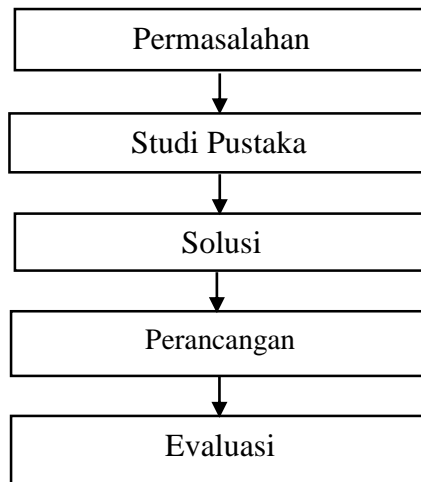 Permasalahan
Studi Pustaka
Solusi
Perancangan
Evaluasi